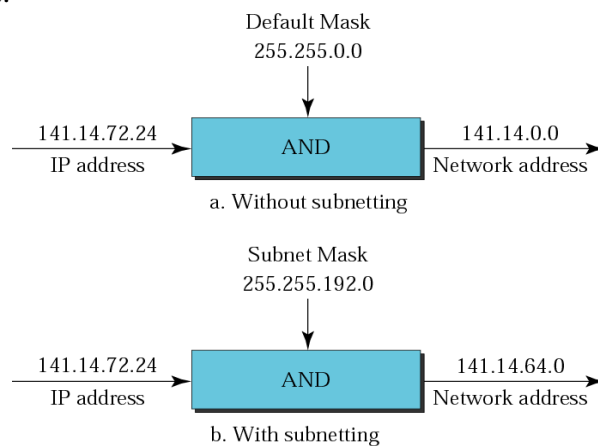 Default Mask
255.255.0.0
141.14.72.24
IP address
AND
141.14.0.0
Network address
a. Without subnetting
Subnet Mask
255.255.192.0
141.14.72.24
IP address
AND
141.14.64.0
Network address
b. With subnetting